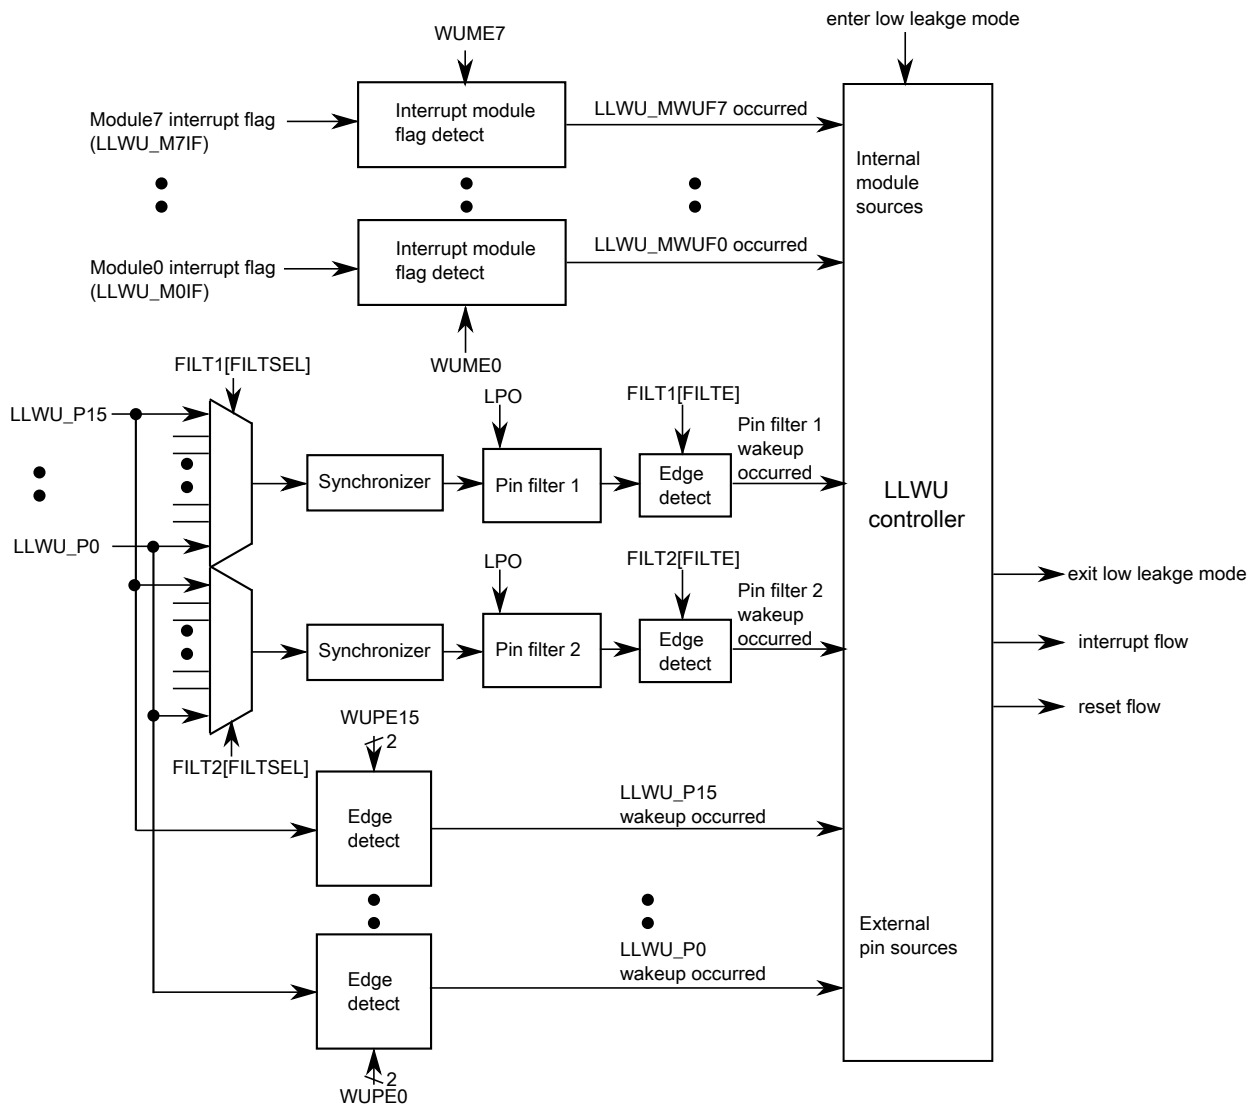 enter low leakge mode
WUME7
Interrupt module
flag detect
LLWU_MWUF7 occurred
Module7 interrupt flag
(LLWU_M7IF)
Internal
module
sources
Interrupt module
flag detect
LLWU_MWUF0 occurred
Module0 interrupt flag
(LLWU_M0IF)
WUME0
FILT1[FILTSEL]
LPO
FILT1[FILTE]
LLWU_P15
Pin filter 1
wakeup
occurred
Synchronizer
Pin filter 1
Edge
detect
LLWU
controller
LLWU_P0
LPO
FILT2[FILTE]
exit low leakge mode
Pin filter 2
wakeup
occurred
Synchronizer
Pin filter 2
Edge
detect
interrupt flow
reset flow
WUPE15
2
FILT2[FILTSEL]
Edge
detect
LLWU_P15
wakeup occurred
External
pin sources
LLWU_P0
wakeup occurred
Edge
detect
2
WUPE0